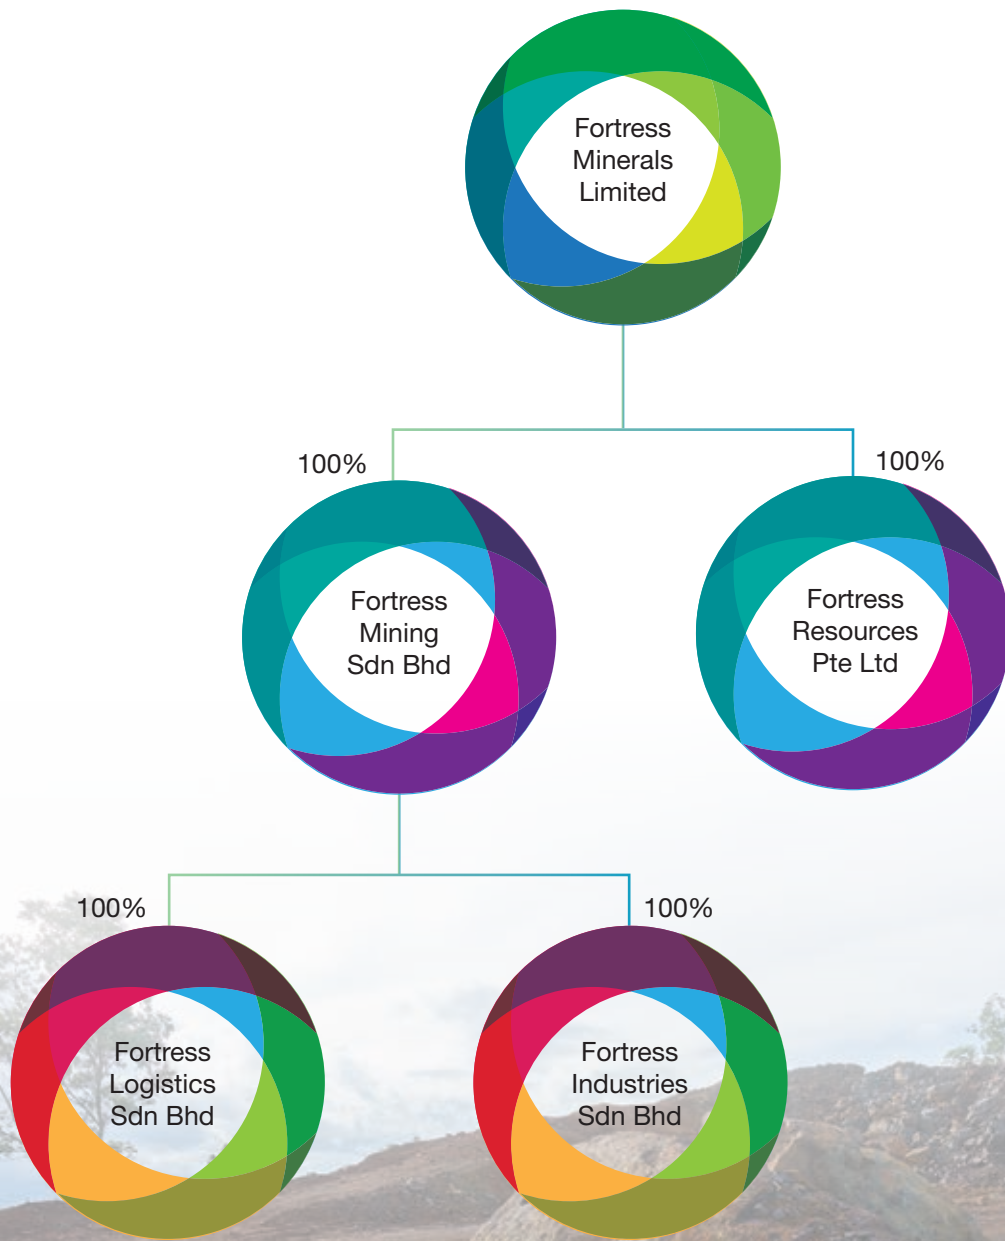 Fortress
Minerals
Limited
100%
100%
Fortress
Mining
Sdn Bhd
Fortress
Resources
Pte Ltd
100%
100%
Fortress
Logistics
Sdn Bhd
Fortress
Industries
Sdn Bhd